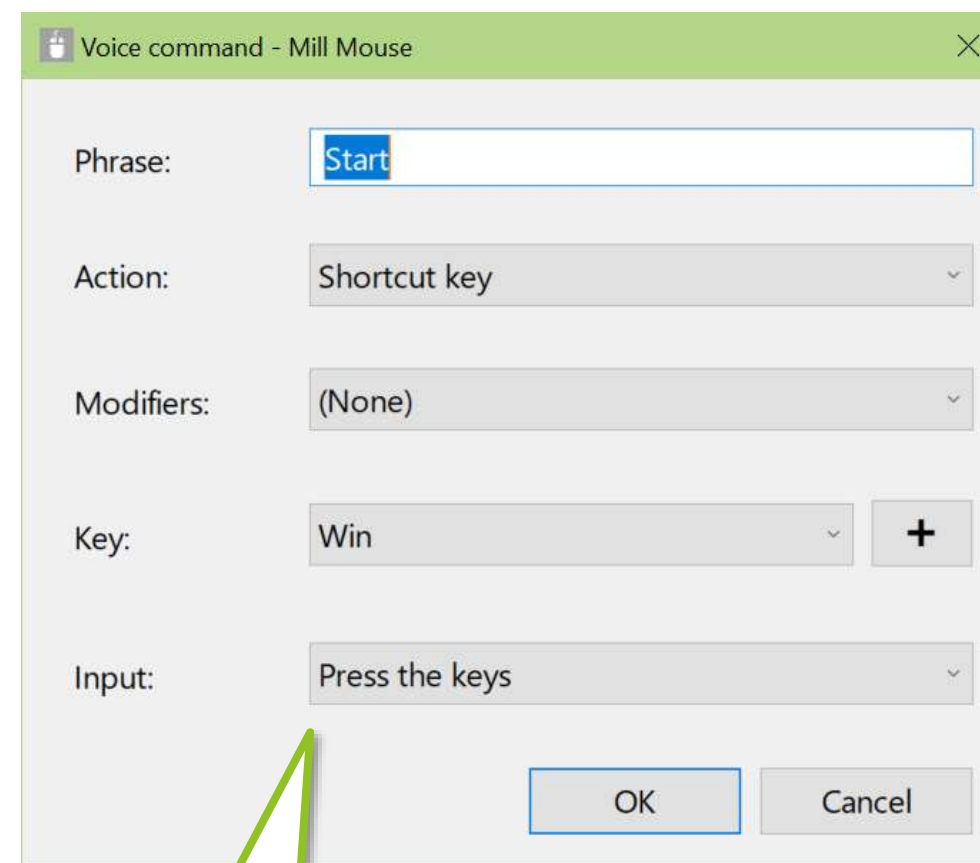 Voice command - Mill Mouse
Phrase: Start
Action: Shortcut key
Modifiers: (None)
Key: Win +
Input: Press the keys
OK Cancel